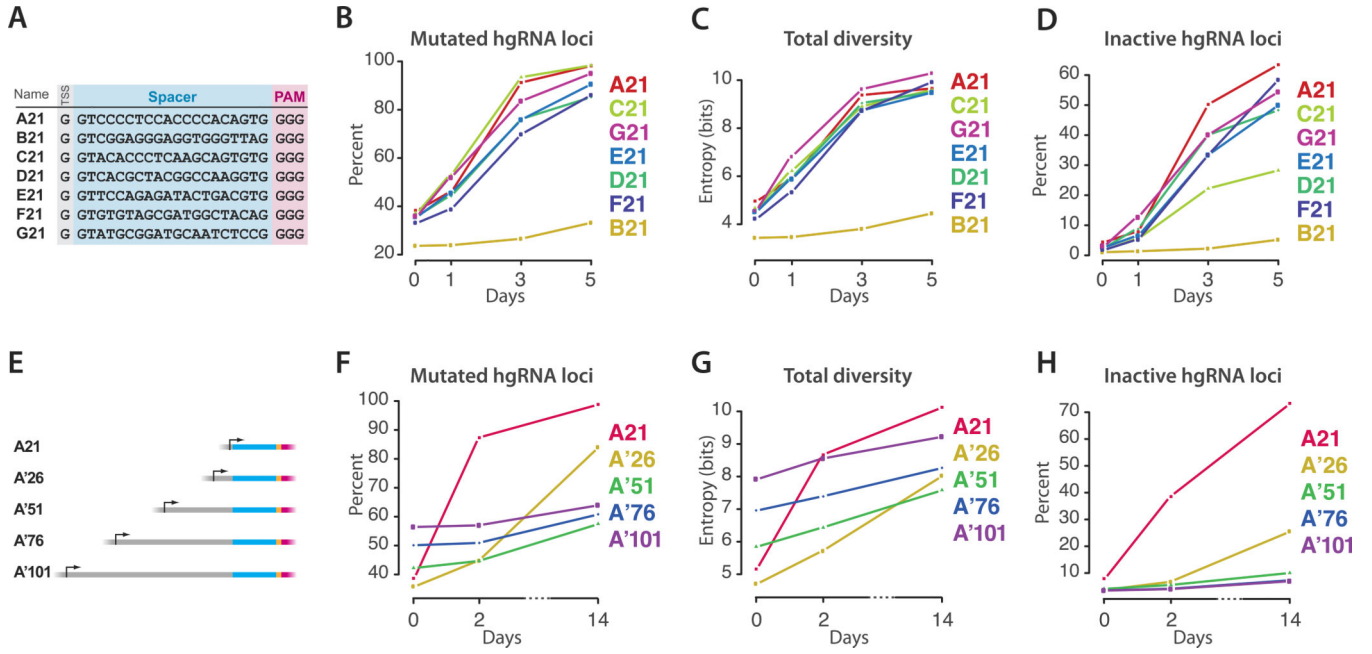 A
Name TSS Spacer PAM
A21 G GTCCCCTCCACCCCACAGTG GGG
B21 G GTCGGAGGGAGGTGGGTTAG GGG
C21 G GTACACCCTCAAGCAGTGTG GGG
D21 G GTCACGCTACGGCCAAGGTG GGG
E21 G GTTCCAGAGATACTGACGTG GGG
F21 G GTGTGTAGCGATGGCTACAG GGG
G21 G GTATGCGGATGCAATCTCCG GGG
B
Mutated hgRNA loci
Percent
100
80
60
40
20
0 1 3 5
Days
A21
C21
G21
E21
D21
F21
B21
C
Total diversity
Entropy (bits)
10
8
6
4
0 1 3 5
Days
A21
C21
G21
E21
D21
F21
B21
D
Inactive hgRNA loci
Percent
60
50
40
30
20
10
0
0 1 3 5
Days
A21
C21
G21
E21
D21
F21
B21
E
A21
A'26
A'51
A'76
A'101
F
Mutated hgRNA loci
Percent
100
90
80
70
60
50
40
0 2 14
Days
A21
A'26
A'51
A'76
A'101
G
Total diversity
Entropy (bits)
10
9
8
7
6
5
0 2 14
Days
A21
A'26
A'51
A'76
A'101
H
Inactive hgRNA loci
Percent
70
60
50
40
30
20
10
0 2 14
Days
A21
A'26
A'51
A'76
A'101